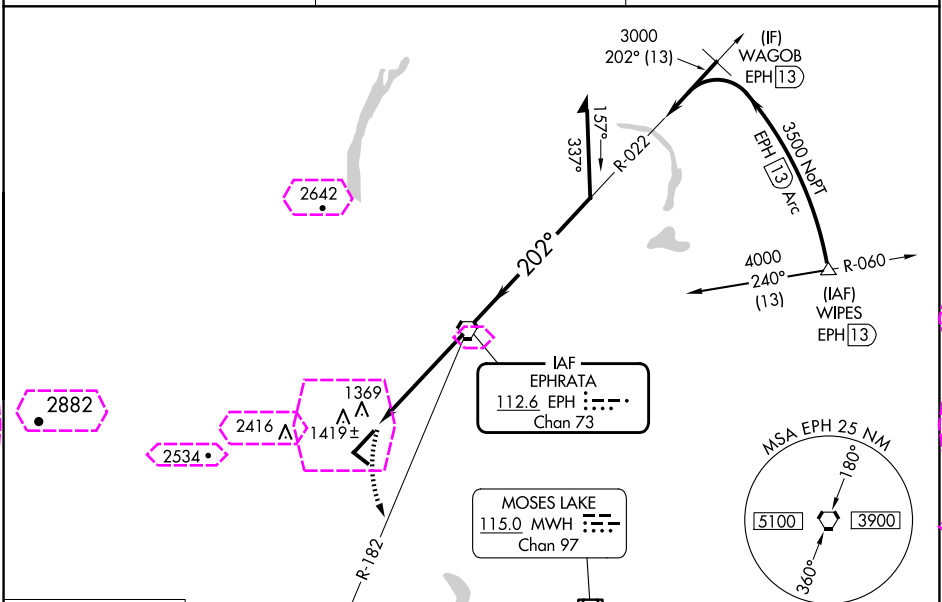 3000
202° (13)
(IF)
WAGOB
EPH 13
157°
337°
R-022
3500 NoPT
EPH 13 Arc
2642
202°
4000
240°
(13)
R-060
(IAF)
WIPES
EPH 13
IAF
EPHRATA
112.6 EPH
Chan 73
1369
2882
2416
1419±
2534
MSA EPH 25 NM
180°
5100
3900
360°
MOSES LAKE
115.0 MWH
Chan 97
R-182